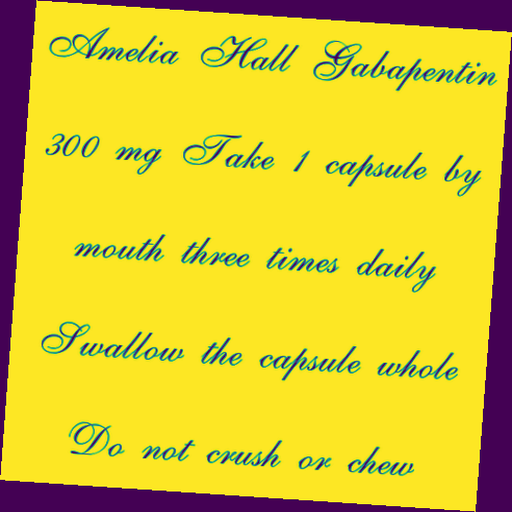 Amelia Hall Gabapentin
300 mg Take 1 capsule by
mouth three times daily
Swallow the capsule whole
Do not crush or chew